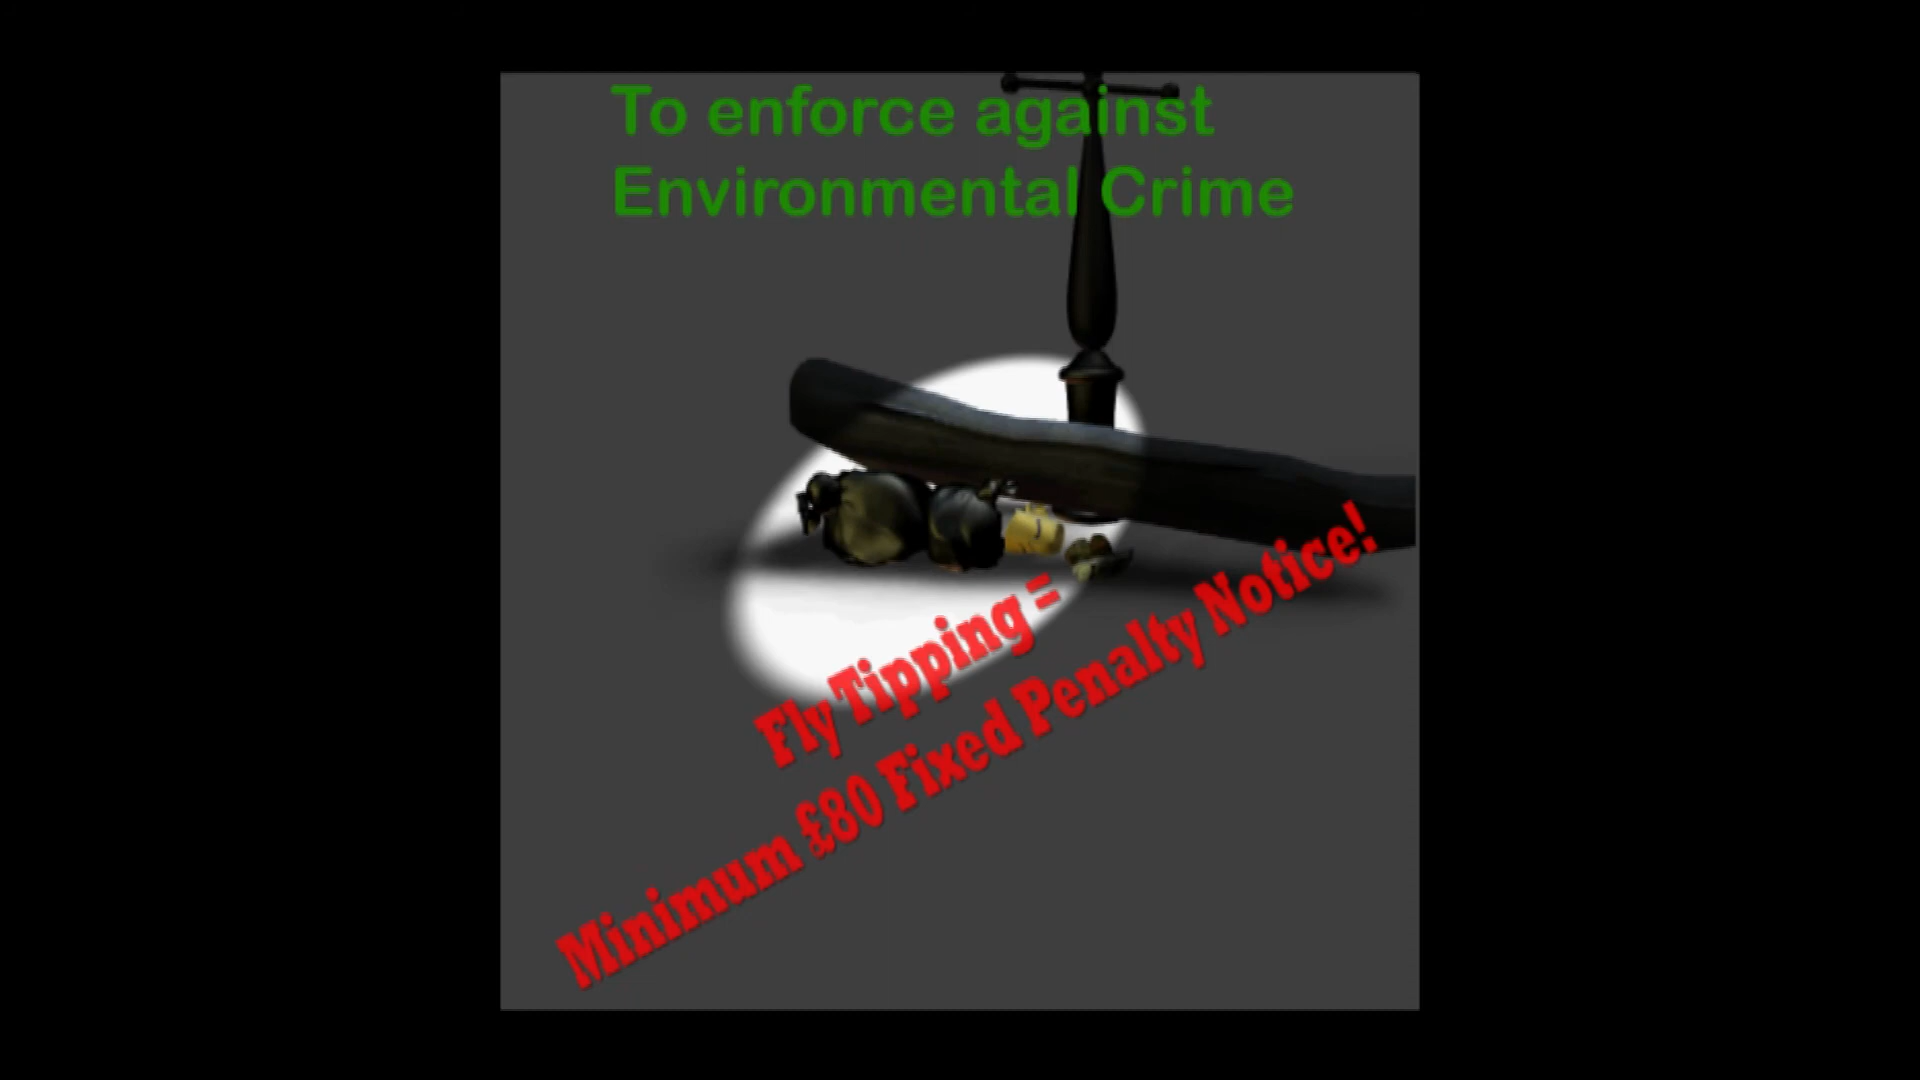 To enforce against
Environmental Crime
Fly Tipping =
Minimum £80 Fixed Penalty Notice!